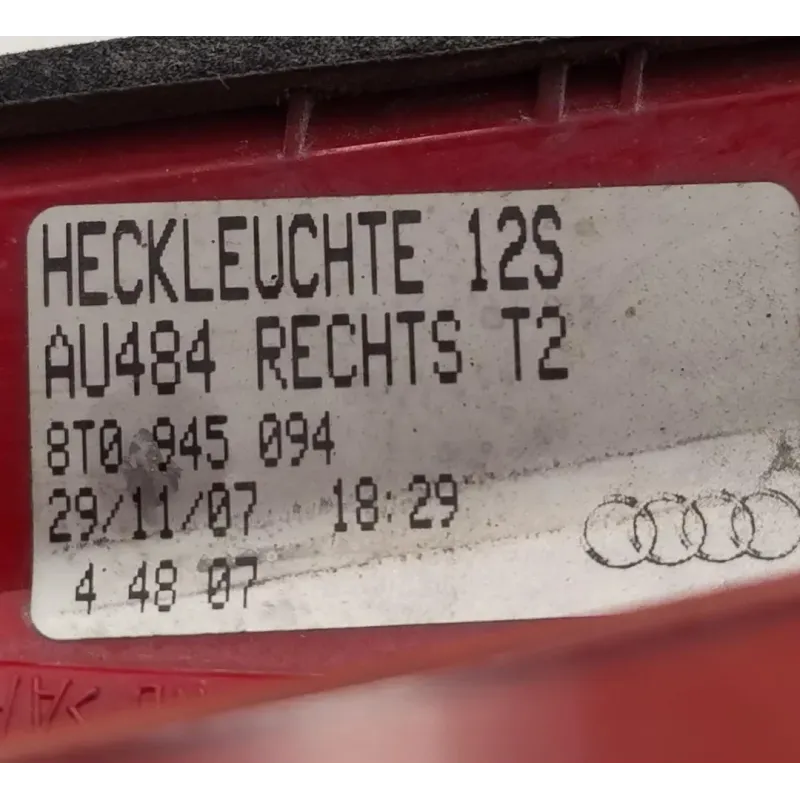 HECKLEUCHTE 12S
AU484 RECHTS T2
8T0 945 094
29/11/07 18:29
4 48 07